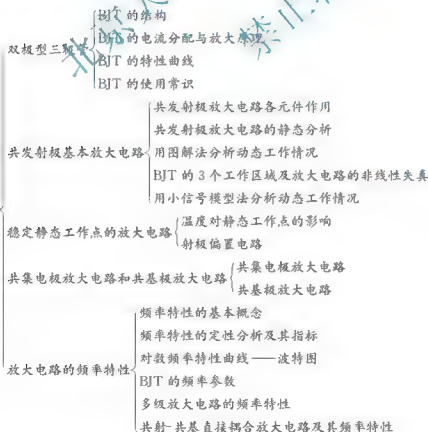 BJT 的结构
双极型三极管
BJT 的电流分配与放大原理
BJT 的特性曲线
BJT 的使用常识
共发射极放大电路各元件作用
共发射极放大电路的静态分析
共发射极基本放大电路
用图解法分析动态工作情况
BJT 的 3 个工作区域及放大电路的非线性失真
用小信号模型法分析动态工作情况
稳定静态工作点的放大电路
温度对静态工作点的影响
射极偏置电路
共集电极放大电路和共基极放大电路
共集电极放大电路
共基极放大电路
频率特性的基本概念
频率特性的定性分析及其指标
对数频率特性曲线——波特图
放大电路的频率特性
BJT 的频率参数
多级放大电路的频率特性
共射-共基直接耦合放大电路及其频率特性
禁止